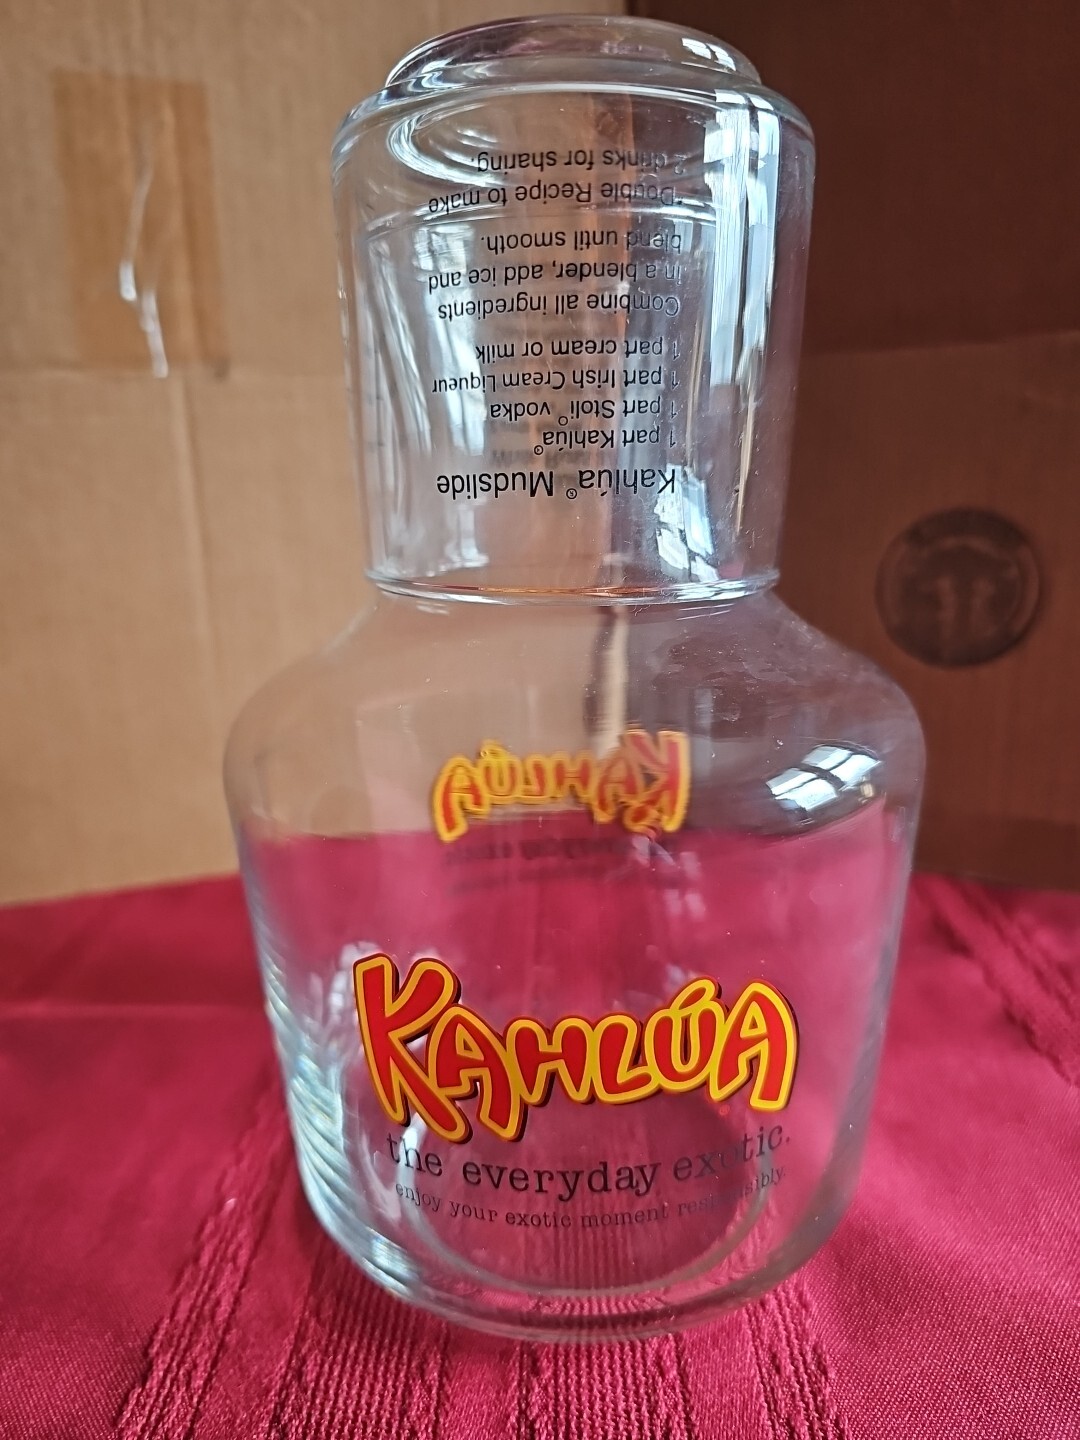 Kahlúa® Mudslide
1 part Kahlúa®
1 part Stoli® vodka
1 part Irish Cream Liqueur
1 part cream or milk
Combine all ingredients
in a blender, add ice and
blend until smooth.
*Double Recipe to make
2 drinks for sharing.
KAHLÚA
KAHLÚA
the everyday exotic.
enjoy your exotic moment responsibly.